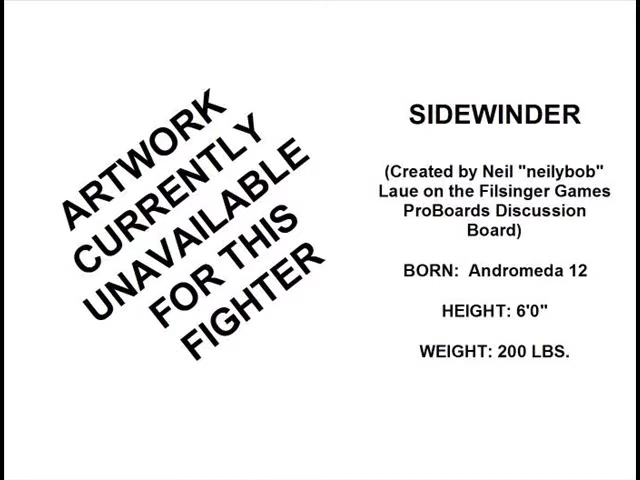 ARTWORK
CURRENTLY
UNAVAILABLE
FOR THIS
FIGHTER
SIDEWINDER
(Created by Neil "neilybob"
Laue on the Filsinger Games
ProBoards Discussion
Board)
BORN: Andromeda 12
HEIGHT: 6'0"
WEIGHT: 200 LBS.